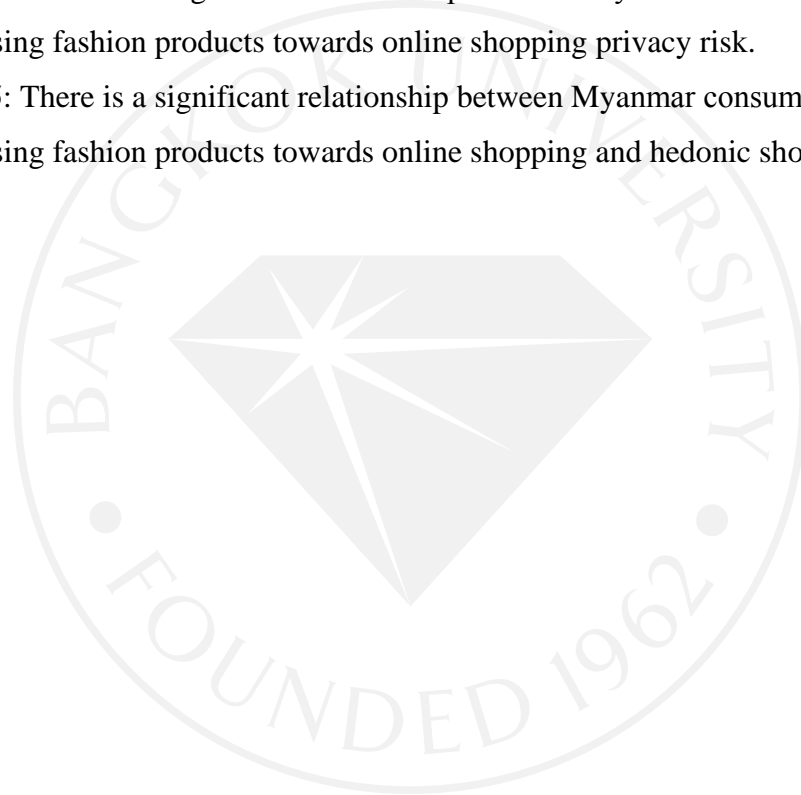 sing fashion products towards online shopping privacy risk.
: There is a significant relationship between Myanmar consum
sing fashion products towards online shopping and hedonic sho
BANGKOK UNIVERSITY
FOUNDED 1962